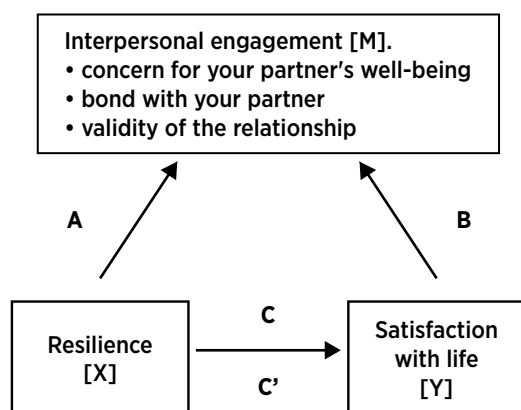 Interpersonal engagement [M].
• concern for your partner's well-being
• bond with your partner
• validity of the relationship
A
B
C
Resilience
[X]
C’
Satisfaction
with life
[Y]